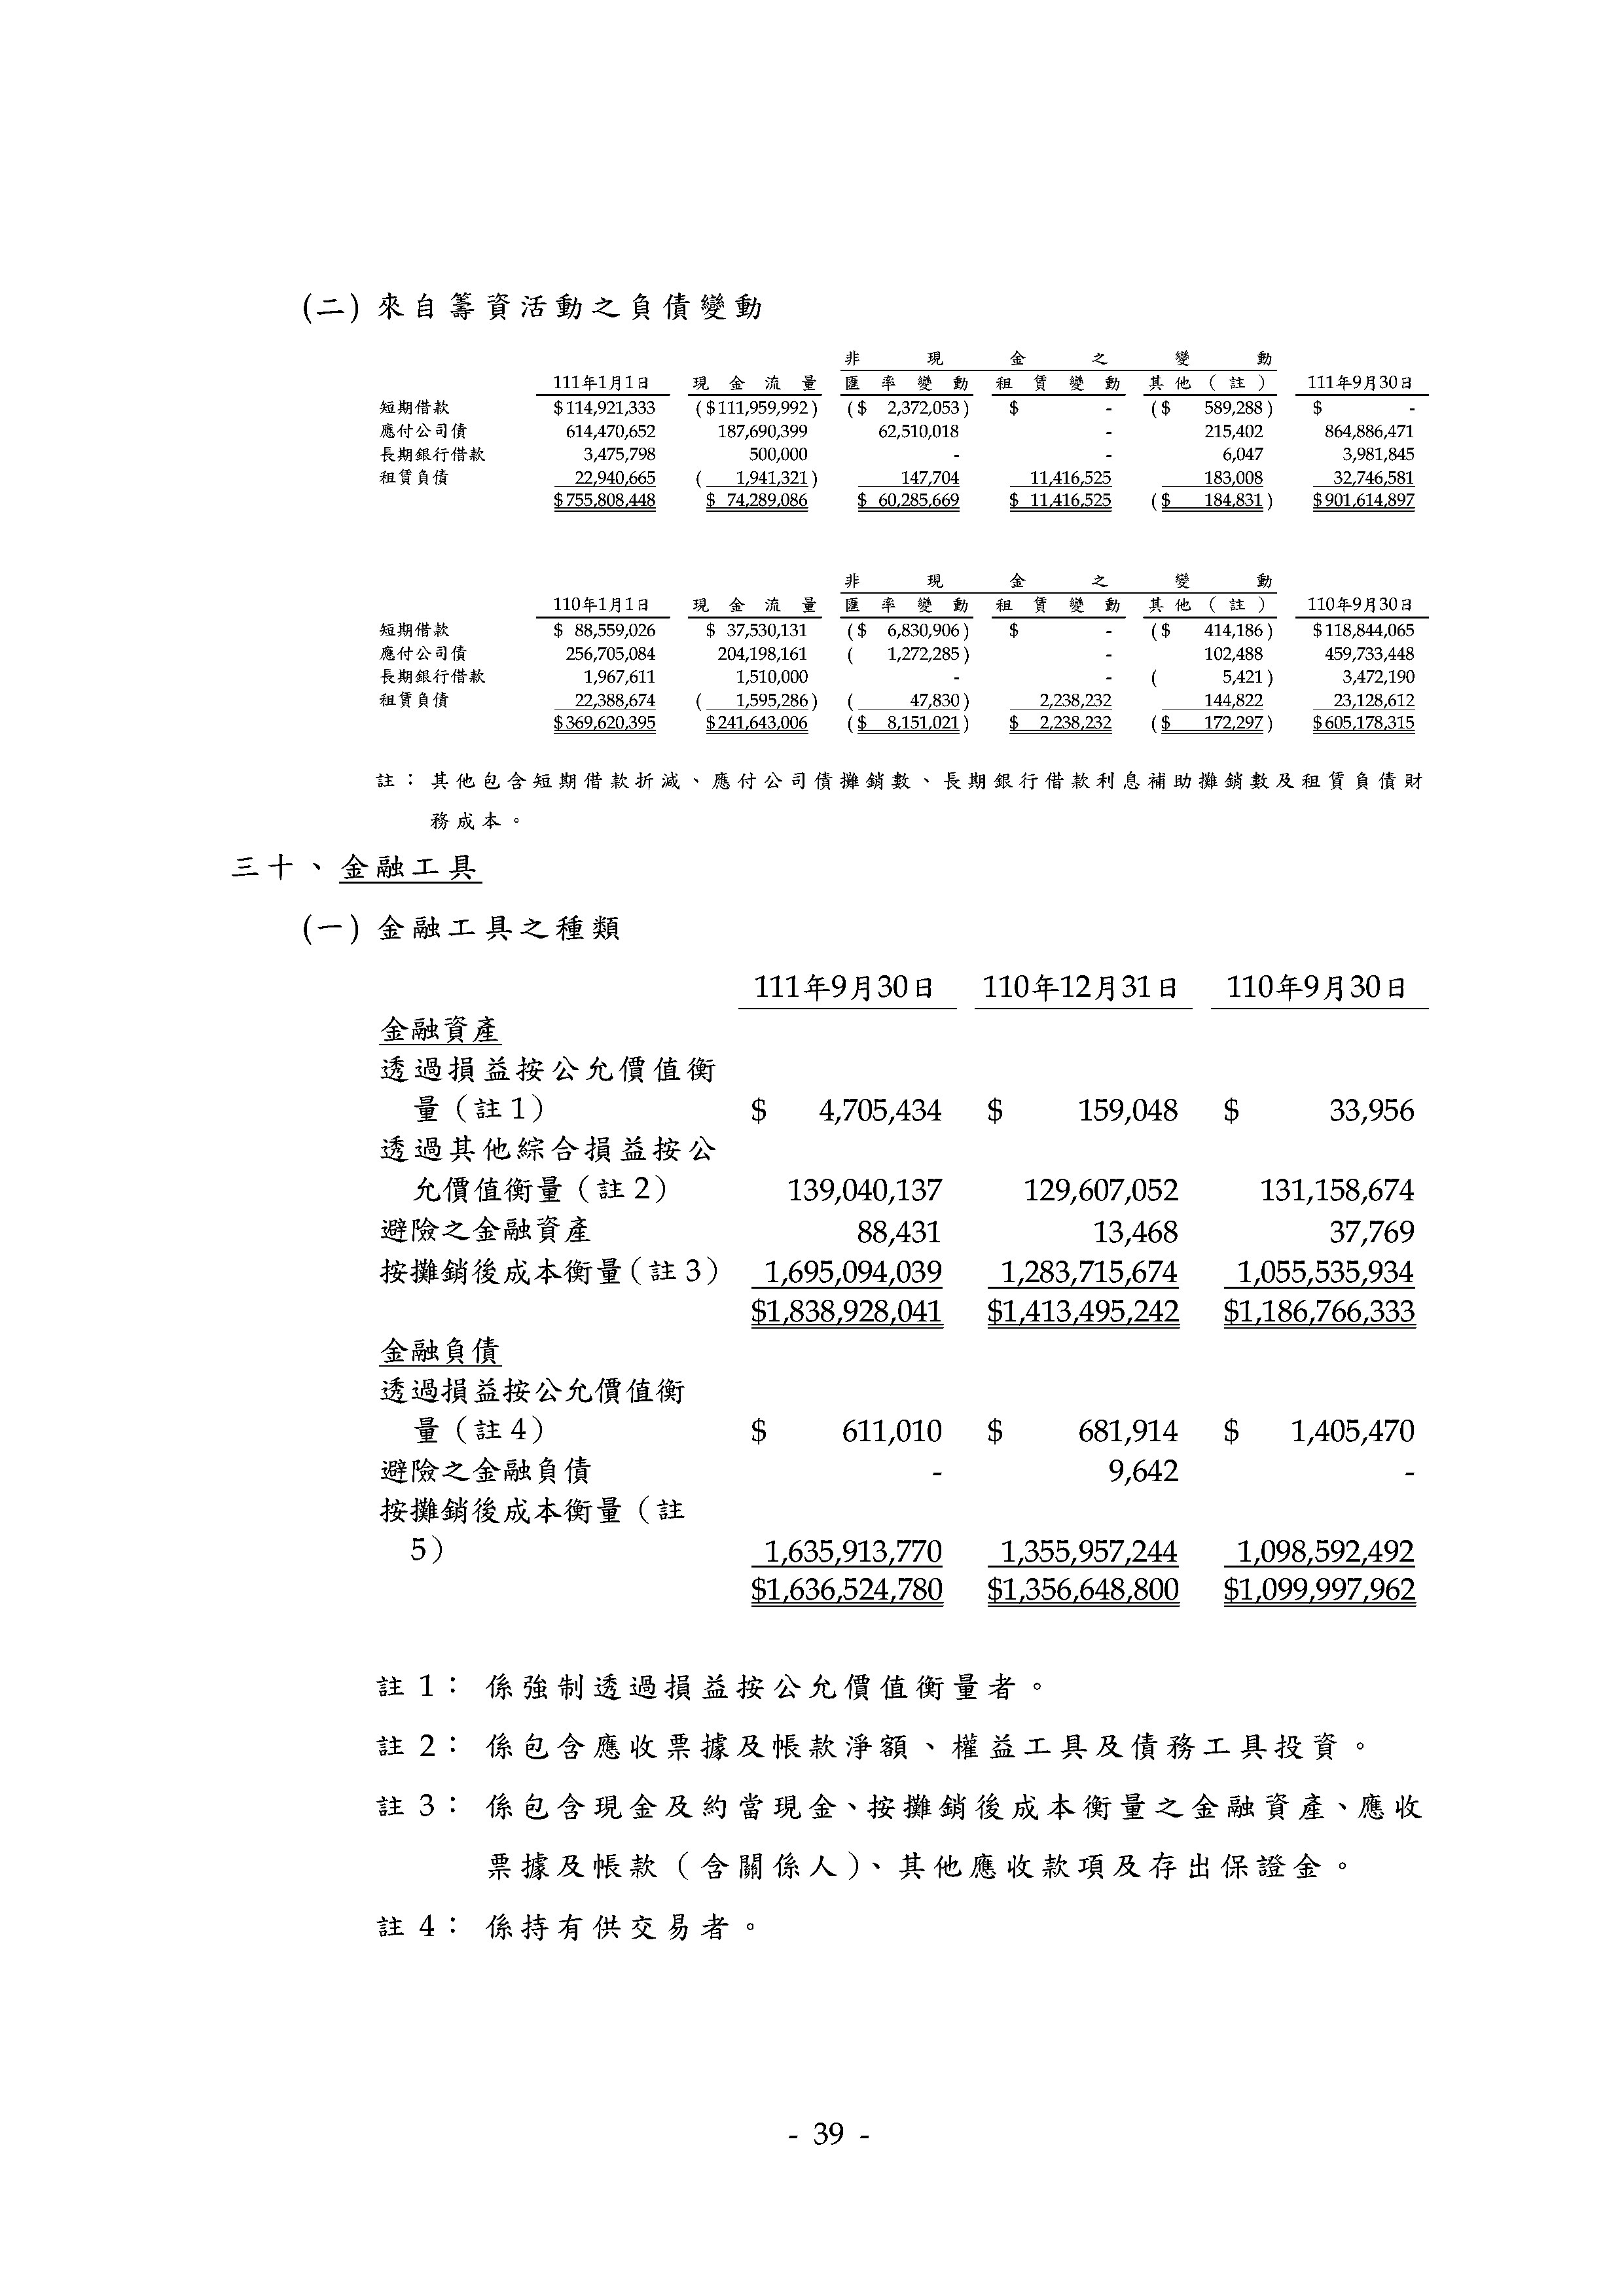 (二) 來自籌資活動之負債變動
非現金之變動
111年1月1日 現金流量 匯率變動 租賃變動 其他（註） 111年9月30日
短期借款 $114,921,333 ($111,959,992) ($ 2,372,053) $ - ($ 589,288) $ -
應付公司債 614,470,652 187,690,399 62,510,018 - 215,402 864,886,471
長期銀行借款 3,475,798 500,000 - - 6,047 3,981,845
租賃負債 22,940,665 ( 1,941,321) 147,704 11,416,525 183,008 32,746,581
$755,808,448 $ 74,289,086 $ 60,285,669 $ 11,416,525 ($ 184,831) $901,614,897
非現金之變動
110年1月1日 現金流量 匯率變動 租賃變動 其他（註） 110年9月30日
短期借款 $ 88,559,026 $ 37,530,131 ($ 6,830,906) $ - ($ 414,186) $118,844,065
應付公司債 256,705,084 204,198,161 ( 1,272,285) - 102,488 459,733,448
長期銀行借款 1,967,611 1,510,000 - - ( 5,421) 3,472,190
租賃負債 22,388,674 ( 1,595,286) ( 47,830) 2,238,232 144,822 23,128,612
$369,620,395 $241,643,006 ($ 8,151,021) $ 2,238,232 ($ 172,297) $605,178,315
註：其他包含短期借款折減、應付公司債攤銷數、長期銀行借款利息補助攤銷數及租賃負債財
務成本。
三十、金融工具
(一) 金融工具之種類
111年9月30日 110年12月31日 110年9月30日
金融資產
透過損益按公允價值衡
量（註1） $ 4,705,434 $ 159,048 $ 33,956
透過其他綜合損益按公
允價值衡量（註2） 139,040,137 129,607,052 131,158,674
避險之金融資產 88,431 13,468 37,769
按攤銷後成本衡量（註3） 1,695,094,039 1,283,715,674 1,055,535,934
$1,838,928,041 $1,413,495,242 $1,186,766,333
金融負債
透過損益按公允價值衡
量（註4） $ 611,010 $ 681,914 $ 1,405,470
避險之金融負債 - 9,642 -
按攤銷後成本衡量（註
5） 1,635,913,770 1,355,957,244 1,098,592,492
$1,636,524,780 $1,356,648,800 $1,099,997,962
註 1： 係強制透過損益按公允價值衡量者。
註 2： 係包含應收票據及帳款淨額、權益工具及債務工具投資。
註 3： 係包含現金及約當現金、按攤銷後成本衡量之金融資產、應收
票據及帳款（含關係人）、其他應收款項及存出保證金。
註 4： 係持有供交易者。
- 39 -